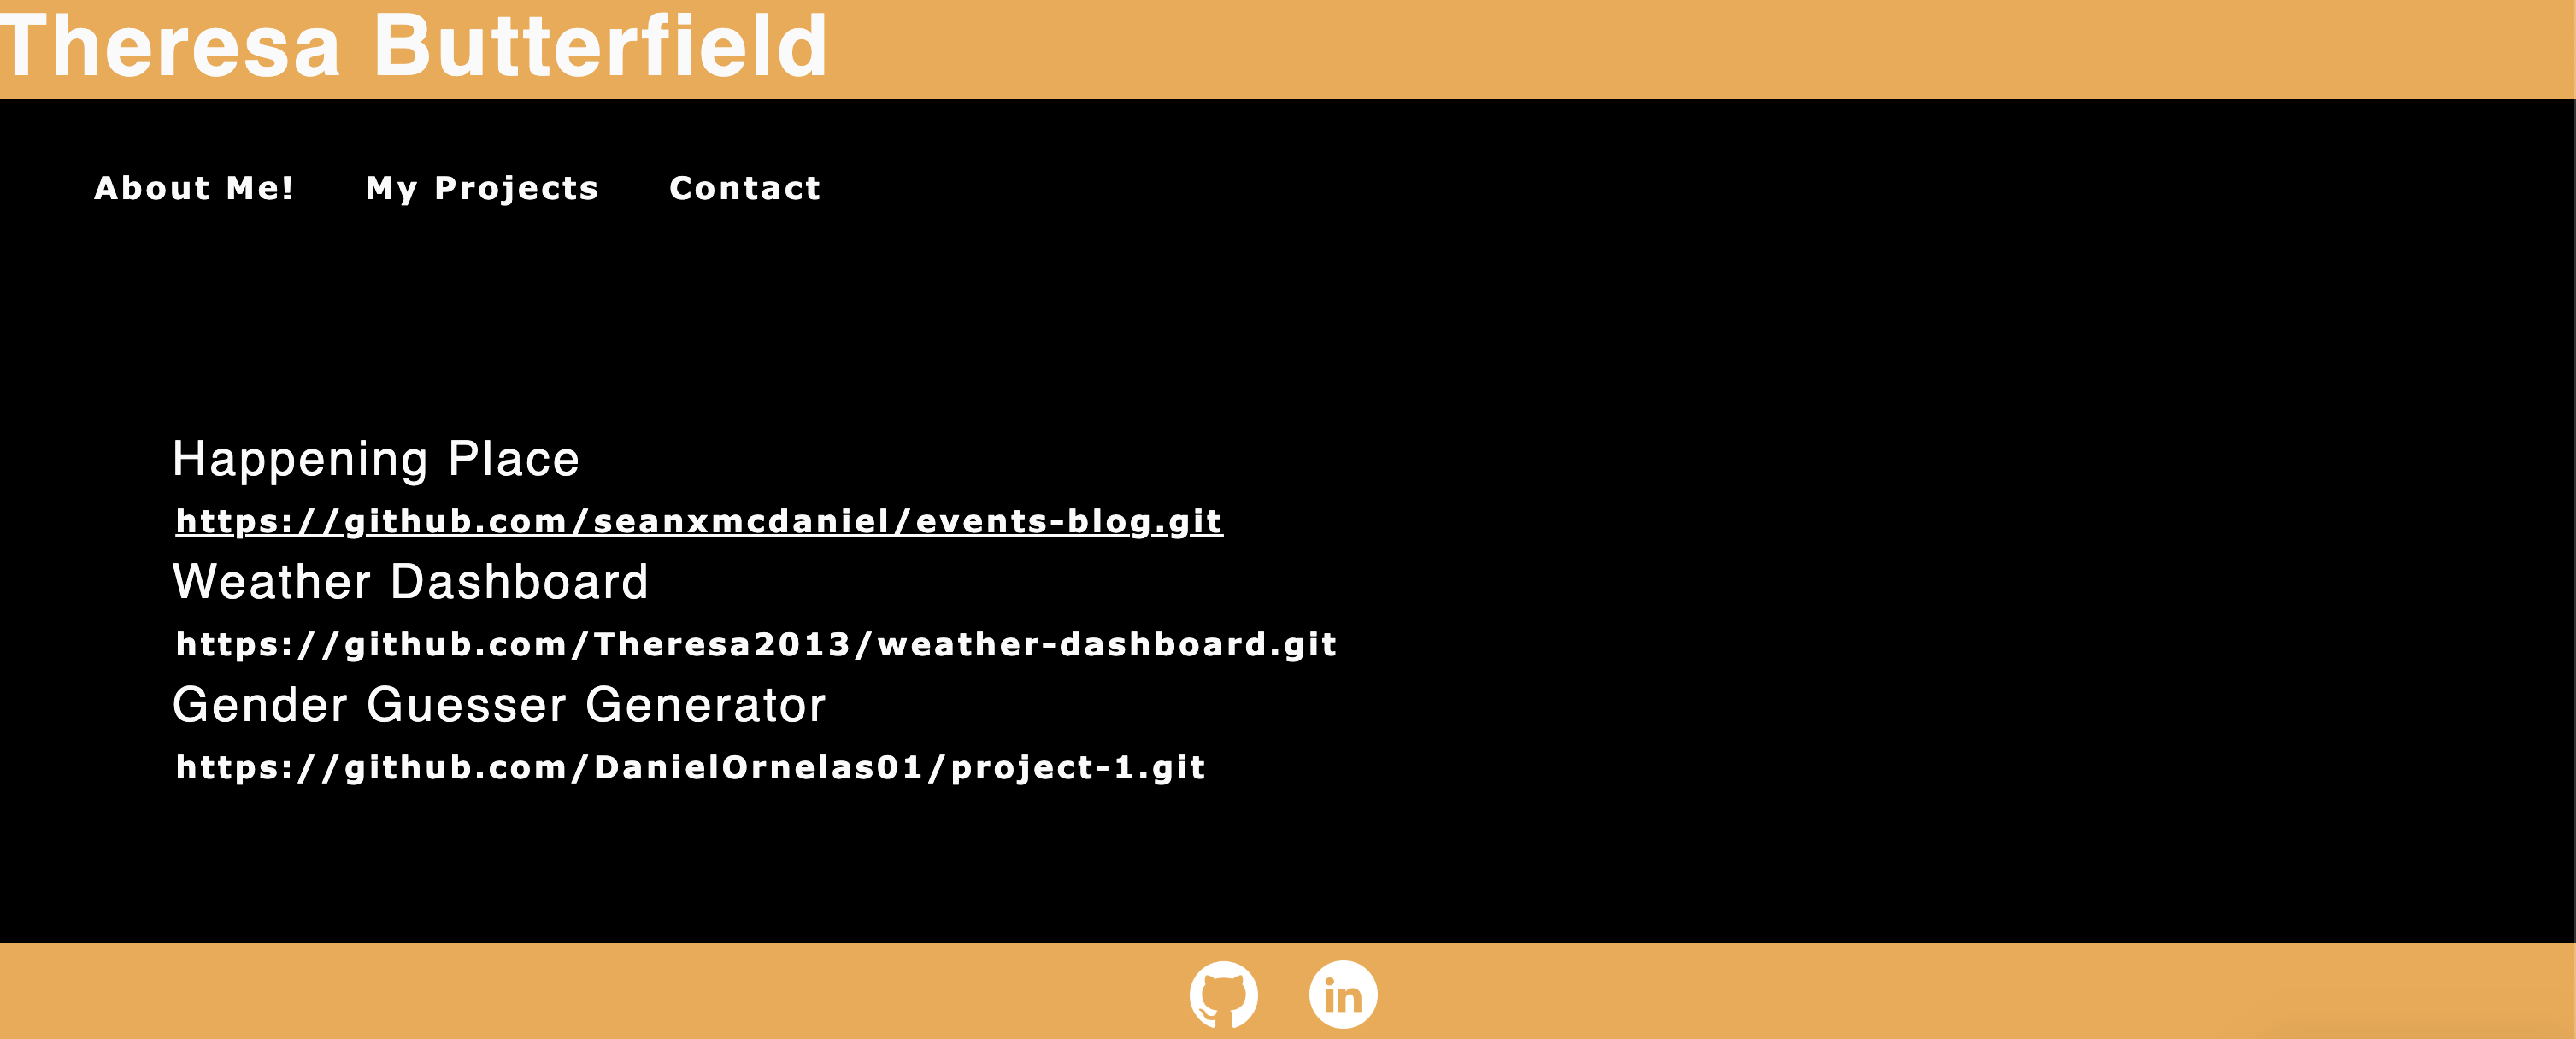 Theresa Butterfield
About Me! My Projects Contact
Happening Place
https://github.com/seanxmcdaniel/events-blog.git
Weather Dashboard
https://github.com/Theresa2013/weather-dashboard.git
Gender Guesser Generator
https://github.com/DanielOrnelas01/project-1.git
in